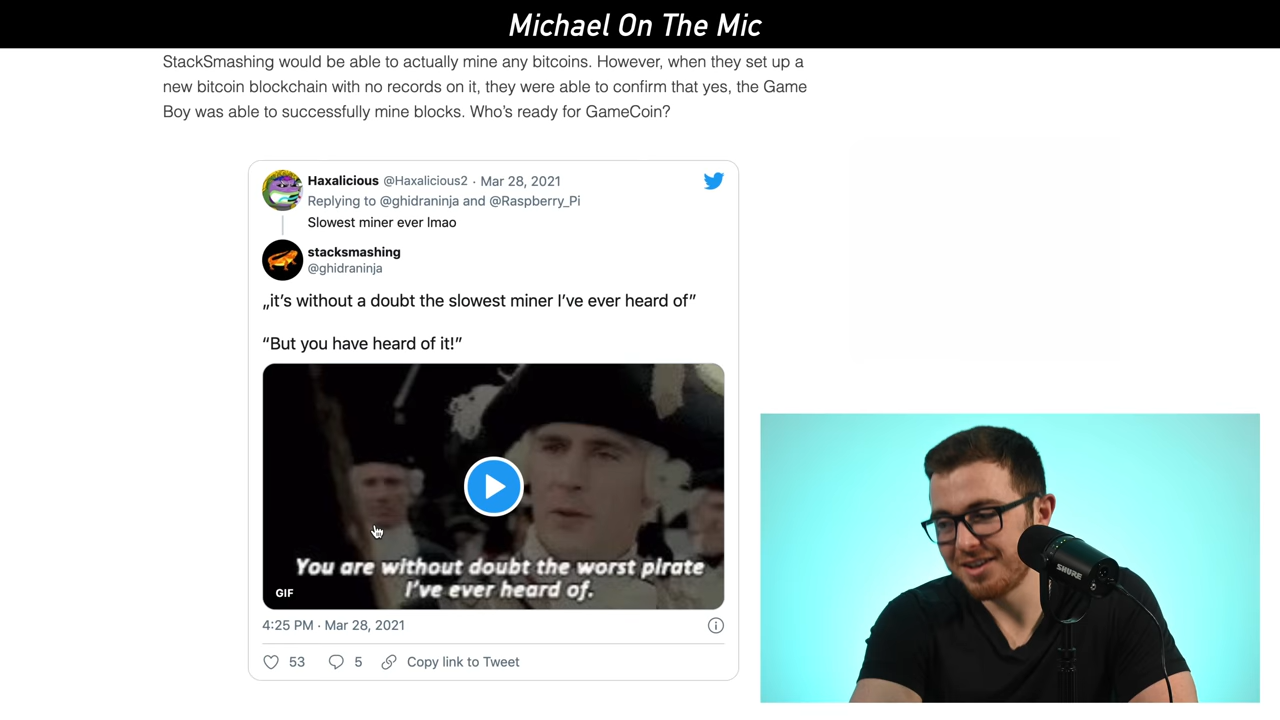 Michael On The Mic
StackSmashing would be able to actually mine any bitcoins. However, when they set up a
new bitcoin blockchain with no records on it, they were able to confirm that yes, the Game
Boy was able to successfully mine blocks. Who’s ready for GameCoin?
Haxalicious @Haxalicious2 · Mar 28, 2021
Replying to @ghidraninja and @Raspberry_Pi
Slowest miner ever lmao
stacksmashing
@ghidraninja
„it’s without a doubt the slowest miner I’ve ever heard of”
“But you have heard of it!”
You are without doubt the worst pirate
I've ever heard of.
GIF
4:25 PM · Mar 28, 2021
53 5 Copy link to Tweet
SHURE